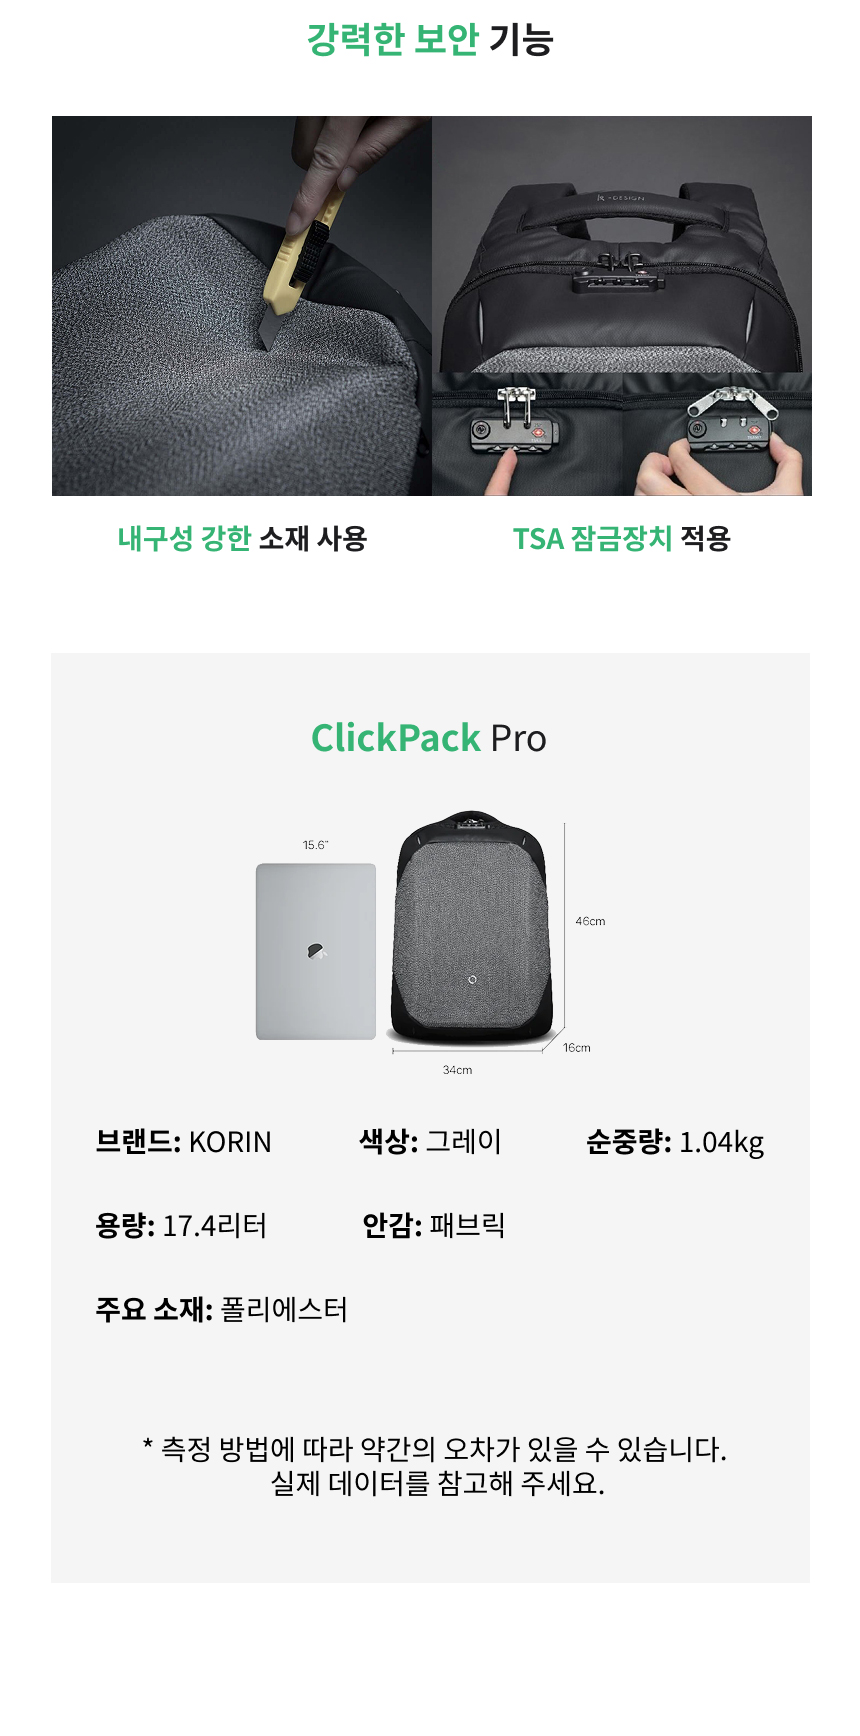 강력한 보안 기능
R-DESIGN
내구성 강한 소재 사용
TSA 잠금장치 적용
ClickPack Pro
15.6"
46cm
16cm
34cm
브랜드: KORIN
색상: 그레이
순중량: 1.04kg
용량: 17.4리터
안감: 패브릭
주요 소재: 폴리에스터
* 측정 방법에 따라 약간의 오차가 있을 수 있습니다.
실제 데이터를 참고해 주세요.